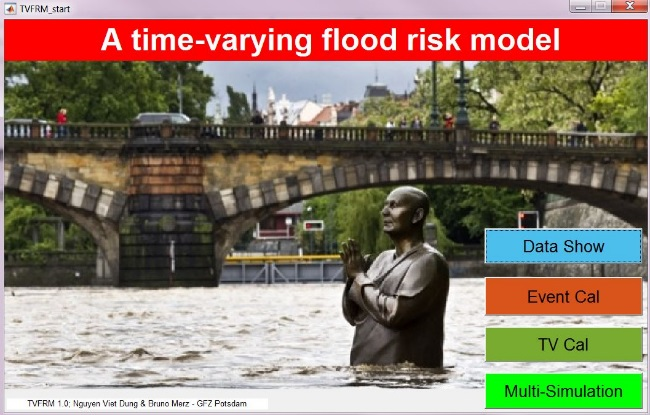 TVFRM_start
A time-varying flood risk model
Data Show
Event Cal
TV Cal
Multi-Simulation
TVFRM 1.0; Nguyen Viet Dung & Bruno Merz - GFZ Potsdam